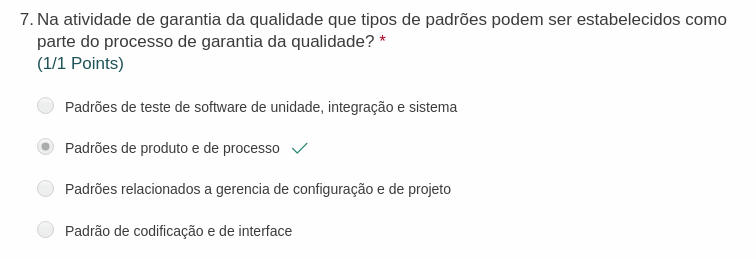 7. Na atividade de garantia da qualidade que tipos de padrões podem ser estabelecidos como
parte do processo de garantia da qualidade? *
(1/1 Points)
Padrões de teste de software de unidade, integração e sistema
Padrões de produto e de processo
Padrões relacionados a gerencia de configuração e de projeto
Padrão de codificação e de interface